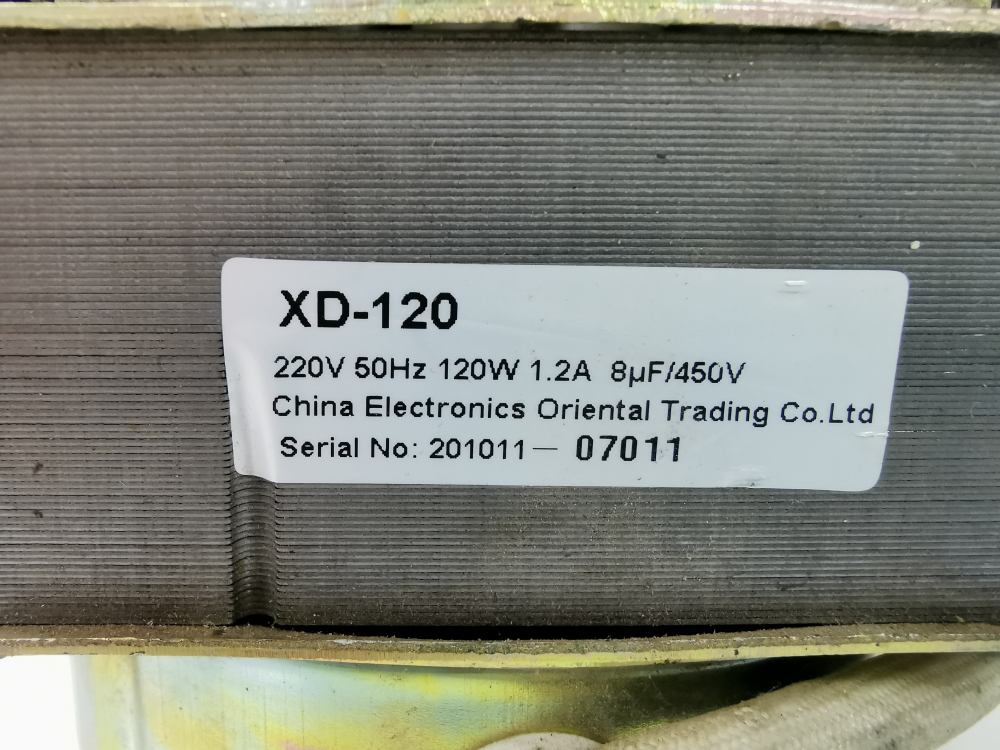 XD-120
220V 50Hz 120W 1.2A 8µF/450V
China Electronics Oriental Trading Co.Ltd
Serial No: 201011— 07011